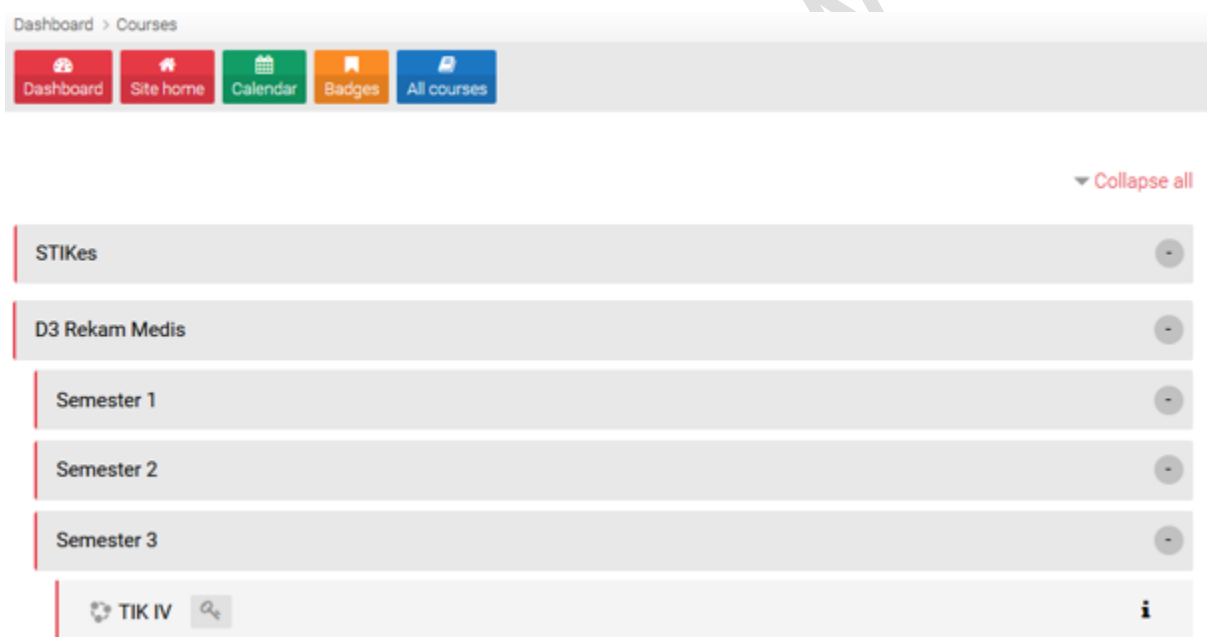 Dashboard > Courses
Dashboard Site home Calendar Badges All courses
Collapse all
STIKes
D3 Rekam Medis
Semester 1
Semester 2
Semester 3
TIK IV